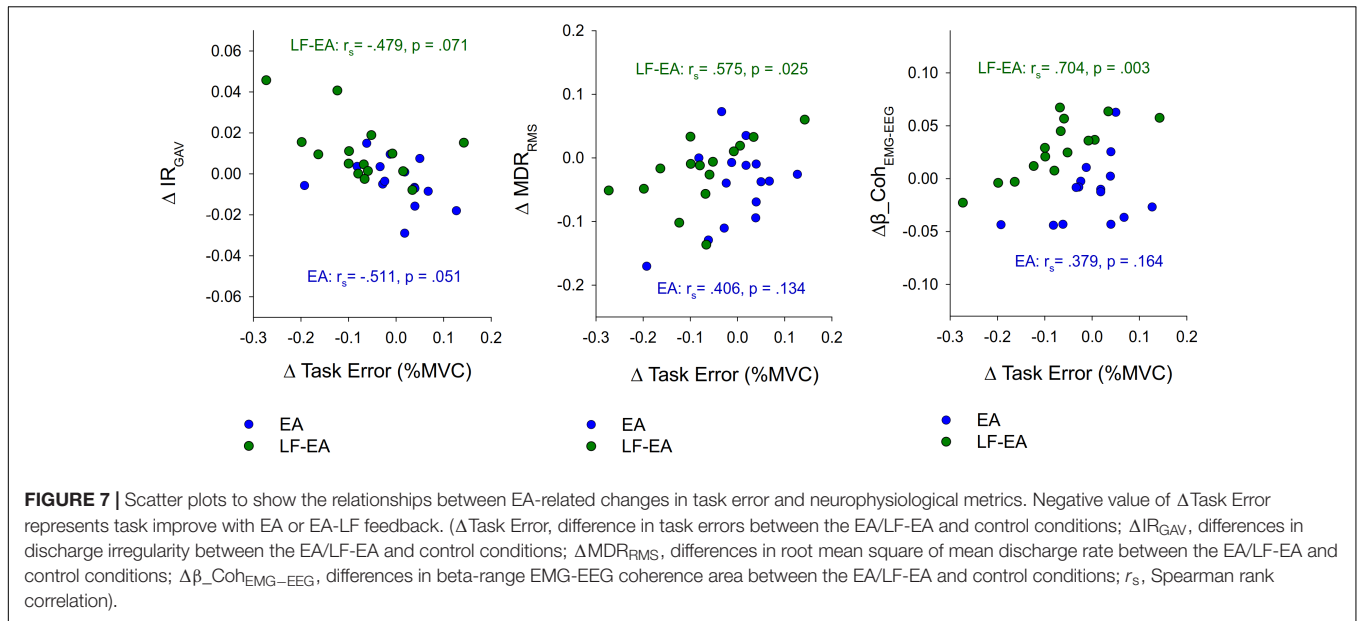 LF-EA: rs= -.479, p = .071
0.06
0.04
0.02
0.00
-0.02
-0.04
-0.06
Δ IRGAV
EA: rs= -.511, p = .051
-0.3 -0.2 -0.1 0.0 0.1 0.2
Δ Task Error (%MVC)
EA
LF-EA
LF-EA: rs= .575, p = .025
0.2
0.1
0.0
-0.1
-0.2
Δ MDRRMS
EA: rs= .406, p = .134
-0.3 -0.2 -0.1 0.0 0.1 0.2
Δ Task Error (%MVC)
EA
LF-EA
LF-EA: rs= .704, p = .003
0.10
0.05
0.00
-0.05
-0.10
Δβ_CohEMG-EEG
EA: rs= .379, p = .164
-0.3 -0.2 -0.1 0.0 0.1 0.2
Δ Task Error (%MVC)
EA
LF-EA
FIGURE 7 | Scatter plots to show the relationships between EA-related changes in task error and neurophysiological metrics. Negative value of ΔTask Error
represents task improve with EA or EA-LF feedback. (ΔTask Error, difference in task errors between the EA/LF-EA and control conditions; ΔIRGAV, differences in
discharge irregularity between the EA/LF-EA and control conditions; ΔMDRRMS, differences in root mean square of mean discharge rate between the EA/LF-EA and
control conditions; Δβ_CohEMG−EEG, differences in beta-range EMG-EEG coherence area between the EA/LF-EA and control conditions; rs, Spearman rank
correlation).